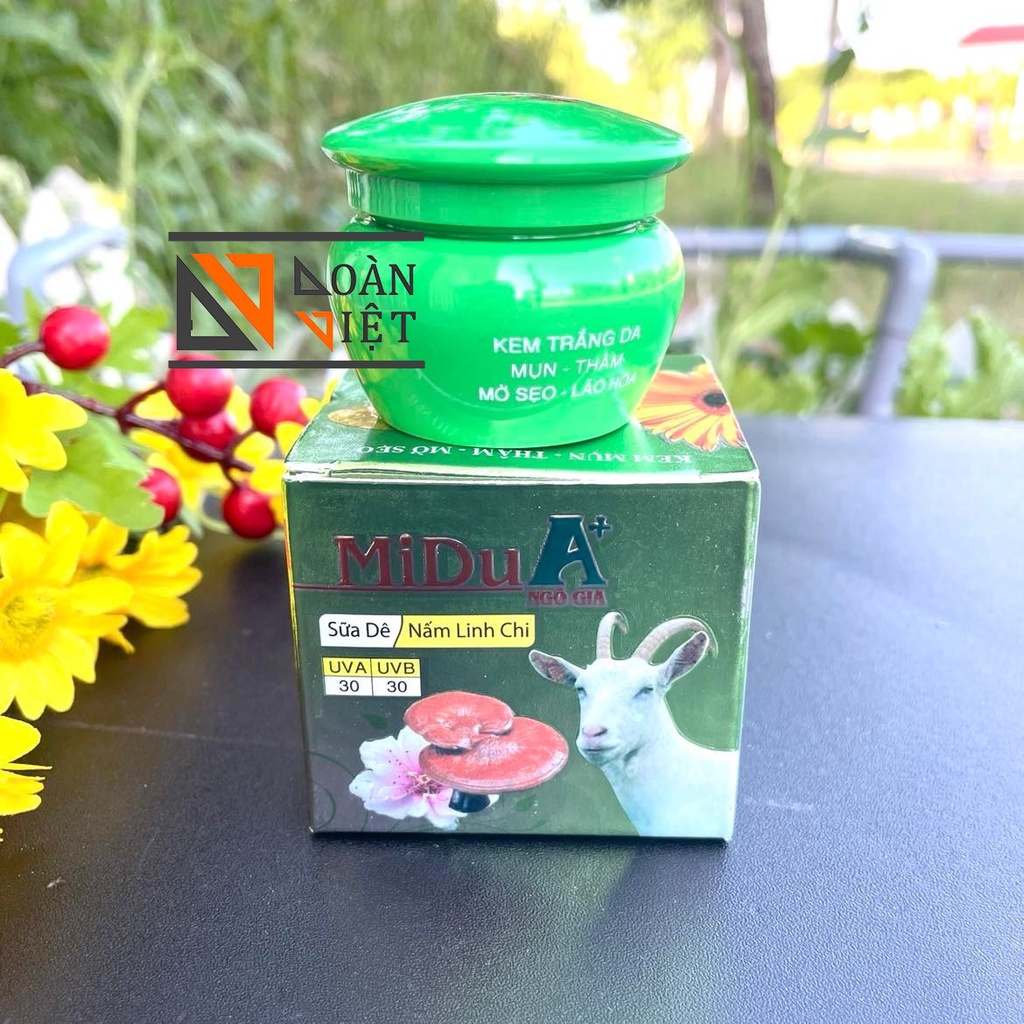 ĐOÀN
VIỆT
KEM TRẮNG DA
MỤN - THÂM
MỜ SẸO - LÃO HÓA
KEM MỤN - THÂM - MỜ SẸO
MiDu A+
NGÔ GIA
Sữa Dê / Nấm Linh Chi
UVA UVB
30 30